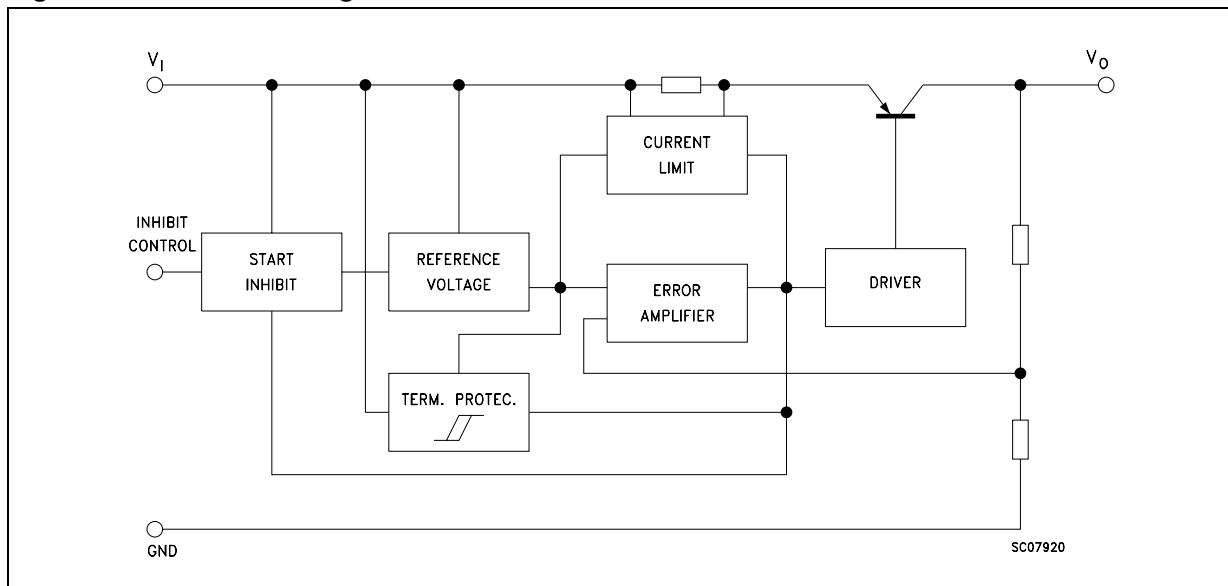 V_I
V_O
CURRENT
LIMIT
INHIBIT
CONTROL
START
INHIBIT
REFERENCE
VOLTAGE
ERROR
AMPLIFIER
DRIVER
TERM. PROTEC.
GND
SC07920